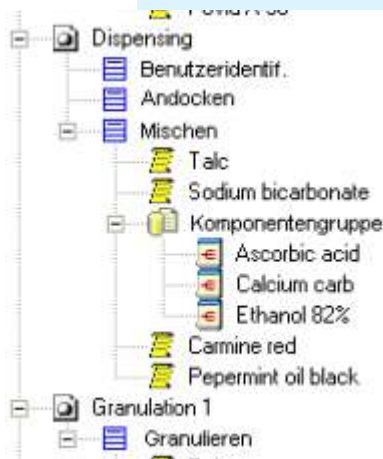 Dispensing
Benutzeridentif.
Andocken
Mischen
Talc
Sodium bicarbonate
Komponentengruppe
Ascorbic acid
Calcium carb
Ethanol 82%
Carmine red
Pepermint oil black
Granulation 1
Granulieren